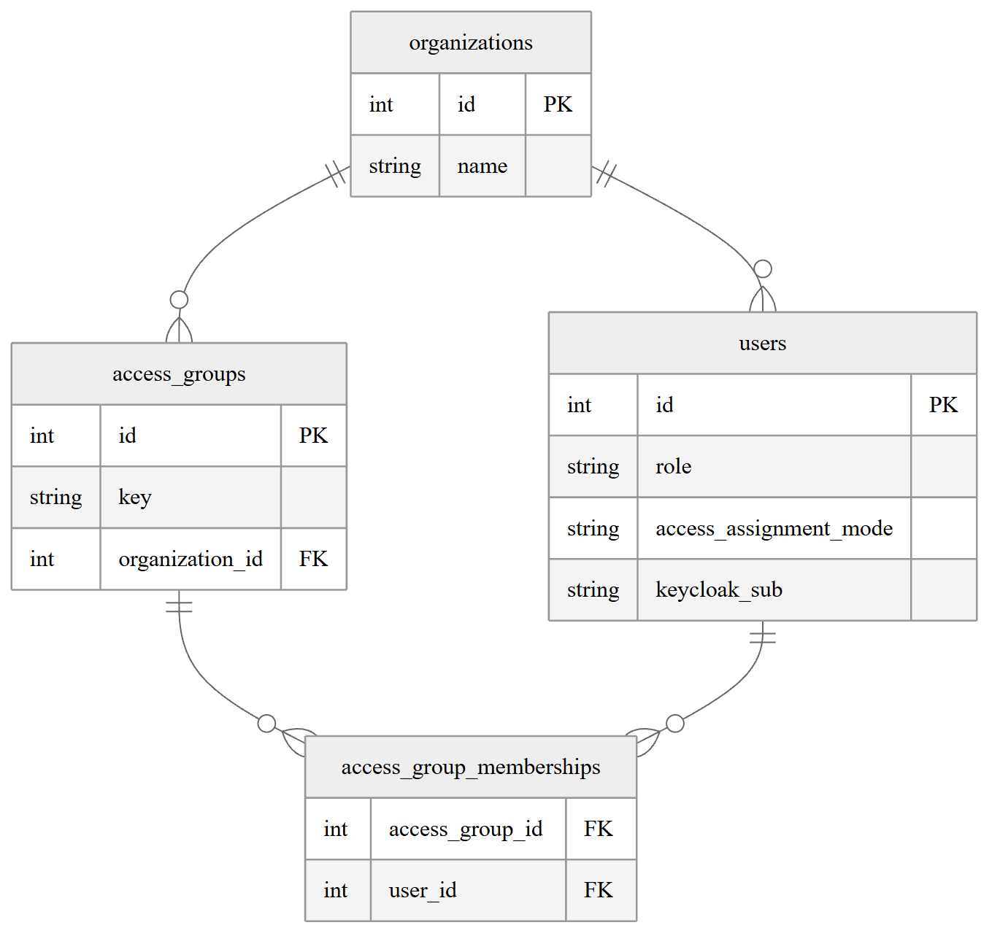 organizations
int id PK
string name
access_groups
int id PK
string key
int organization_id FK
users
int id PK
string role
string access_assignment_mode
string keycloak_sub
access_group_memberships
int access_group_id FK
int user_id FK